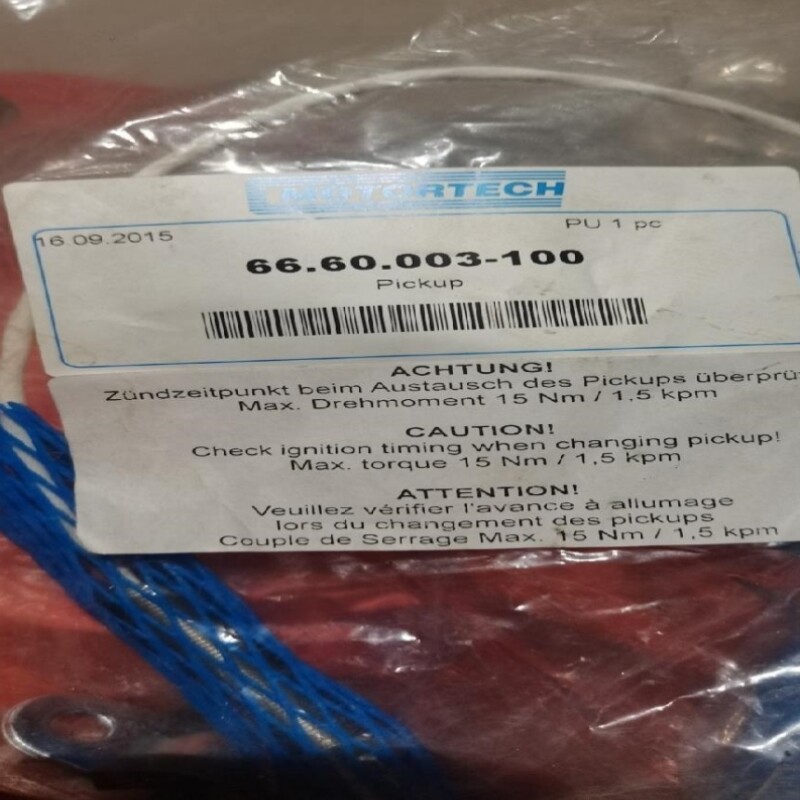 MOTORTECH
16.09.2015
PU 1 pc
66.60.003-100
Pickup
ACHTUNG!
Zündzeitpunkt beim Austausch des Pickups
Max. Drehmoment 15 Nm / 1,5 kpm
CAUTION!
Check ignition timing when changing pickup!
Max. torque 15 Nm / 1,5 kpm
ATTENTION!
Veuillez vérifier l'avance à allumage
lors du changement des pickups
Couple de Serrage Max. 15 Nm / 1,5 kpm